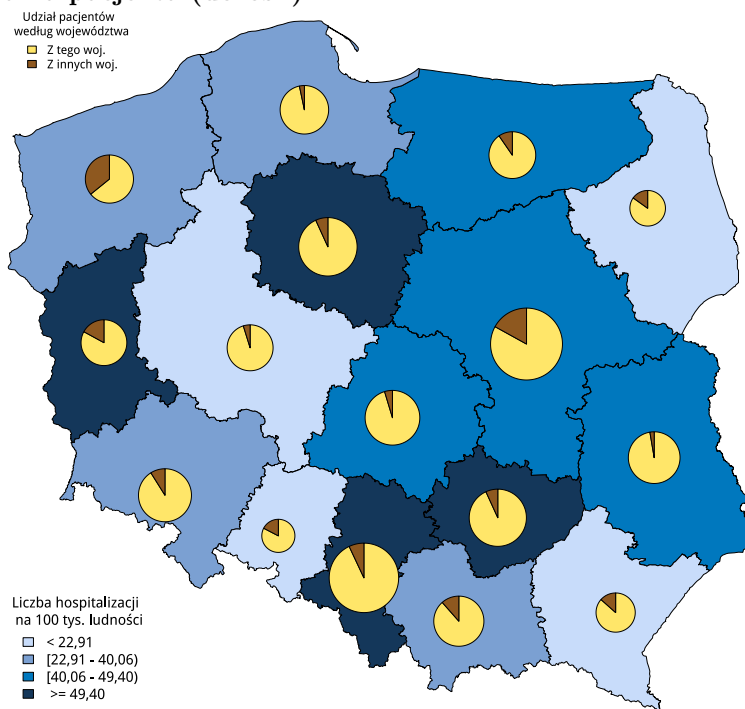 Udział pacjentów
według województwa
Z tego woj.
Z innych woj.
Liczba hospitalizacji
na 100 tys. ludności
< 22,91
[22,91 - 40,06)
[40,06 - 49,40)
>= 49,40